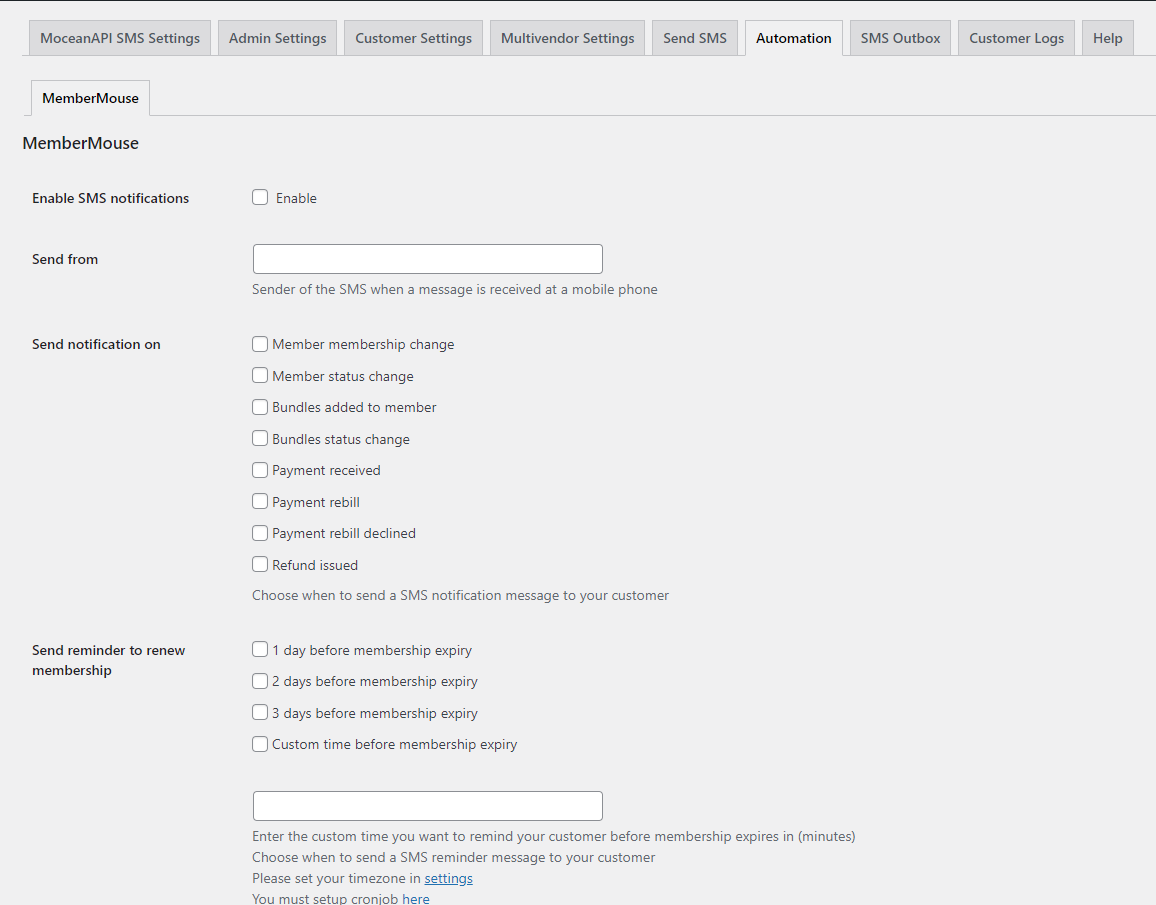 MoceanAPI SMS Settings Admin Settings Customer Settings Multivendor Settings Send SMS Automation SMS Outbox Customer Logs Help
MemberMouse
MemberMouse
Enable SMS notifications Enable
Send from
Sender of the SMS when a message is received at a mobile phone
Send notification on Member membership change
Member status change
Bundles added to member
Bundles status change
Payment received
Payment rebill
Payment rebill declined
Refund issued
Choose when to send a SMS notification message to your customer
Send reminder to renew membership
1 day before membership expiry
2 days before membership expiry
3 days before membership expiry
Custom time before membership expiry
Enter the custom time you want to remind your customer before membership expires in (minutes)
Choose when to send a SMS reminder message to your customer
Please set your timezone in settings
You must setup cronjob here